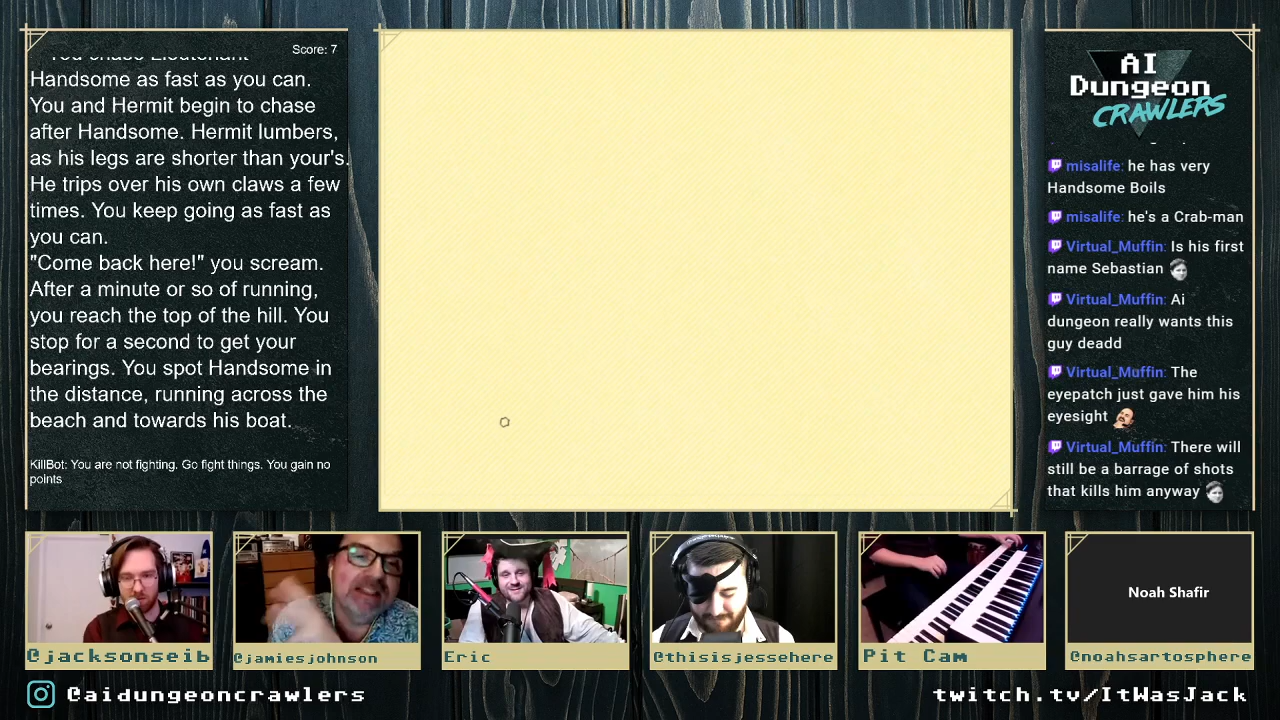 Score: 7
You chase Lieutenant
Handsome as fast as you can.
You and Hermit begin to chase
after Handsome. Hermit lumbers,
as his legs are shorter than your's.
He trips over his own claws a few
times. You keep going as fast as
you can.
"Come back here!" you scream.
After a minute or so of running,
you reach the top of the hill. You
stop for a second to get your
bearings. You spot Handsome in
the distance, running across the
beach and towards his boat.
KillBot: You are not fighting. Go fight things. You gain no
points
AI
Dungeon
CRAWLERS
misalife: he has very
Handsome Boils
misalife: he's a Crab-man
Virtual_Muffin: Is his first
name Sebastian
Virtual_Muffin: Ai
dungeon really wants this
guy deadd
Virtual_Muffin: The
eyepatch just gave him his
eyesight
Virtual_Muffin: There will
still be a barrage of shots
that kills him anyway
Noah Shafir
@jacksonseib
@jamiesjohnson
Eric
@thisisjessehere
Pit Cam
@noahsartosphere
@aidungeoncrawlers
twitch.tv/ItWasJack